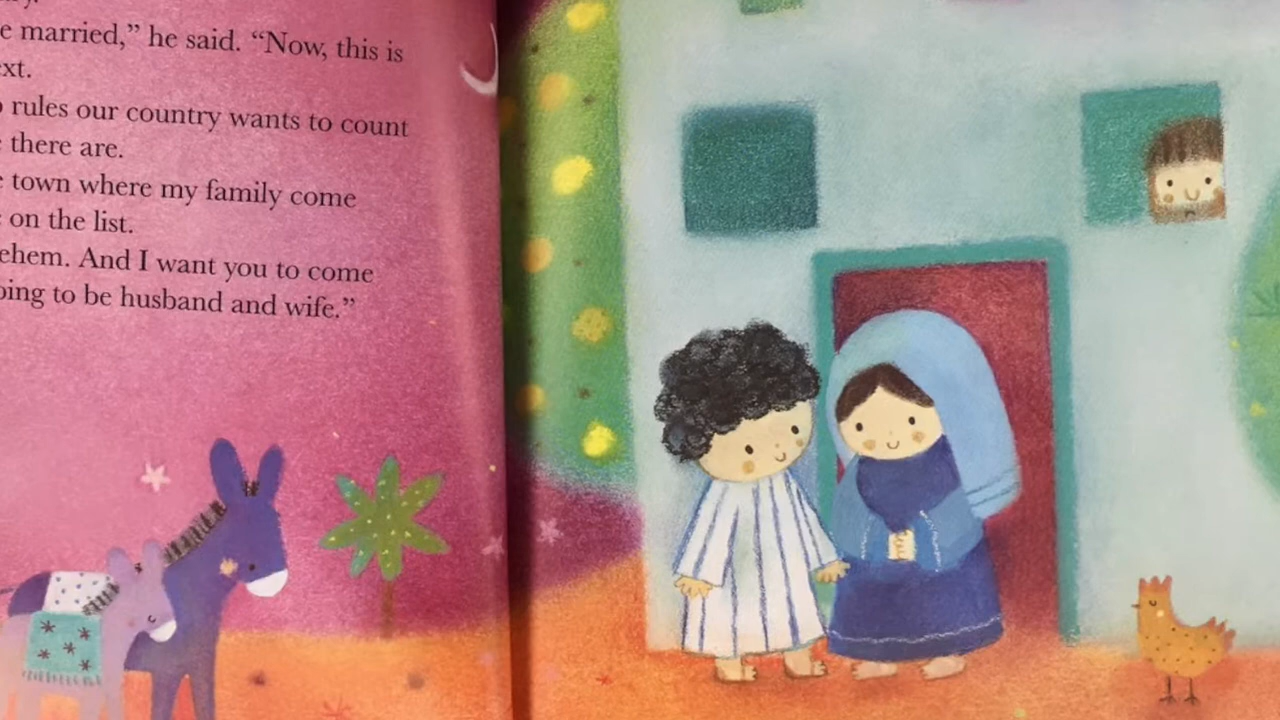 e married,” he said. “Now, this is
ext.
rules our country wants to count
there are.
town where my family come
on the list.
ehem. And I want you to come
oing to be husband and wife.”